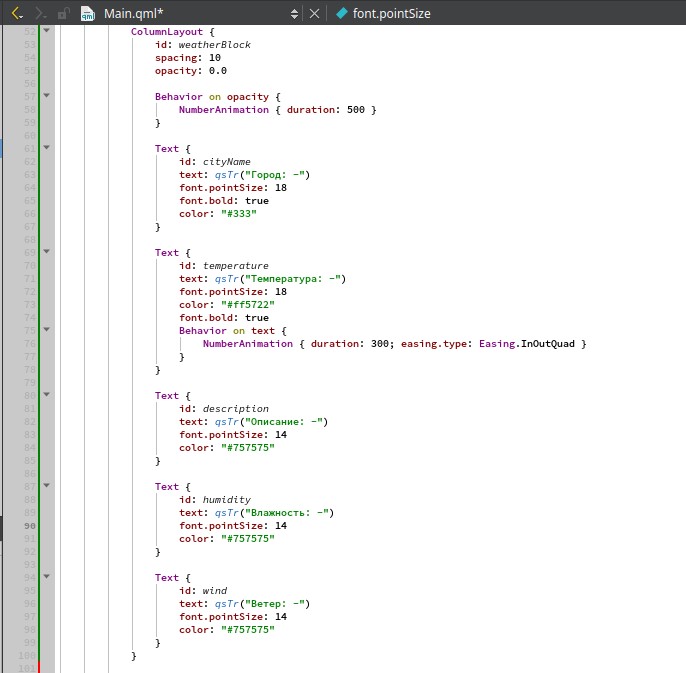 Main.qml* font.pointSize
52 ColumnLayout {
53 id: weatherBlock
54 spacing: 10
55 opacity: 0.0
56
57 Behavior on opacity {
58 NumberAnimation { duration: 500 }
59 }
60
61 Text {
62 id: cityName
63 text: qsTr("Город: -")
64 font.pointSize: 18
65 font.bold: true
66 color: "#333"
67 }
68
69 Text {
70 id: temperature
71 text: qsTr("Температура: -")
72 font.pointSize: 18
73 color: "#ff5722"
74 font.bold: true
75 Behavior on text {
76 NumberAnimation { duration: 300; easing.type: Easing.InOutQuad }
77 }
78 }
79
80 Text {
81 id: description
82 text: qsTr("Описание: -")
83 font.pointSize: 14
84 color: "#757575"
85 }
86
87 Text {
88 id: humidity
89 text: qsTr("Влажность: -")
90 font.pointSize: 14
91 color: "#757575"
92 }
93
94 Text {
95 id: wind
96 text: qsTr("Ветер: -")
97 font.pointSize: 14
98 color: "#757575"
99 }
100 }
101